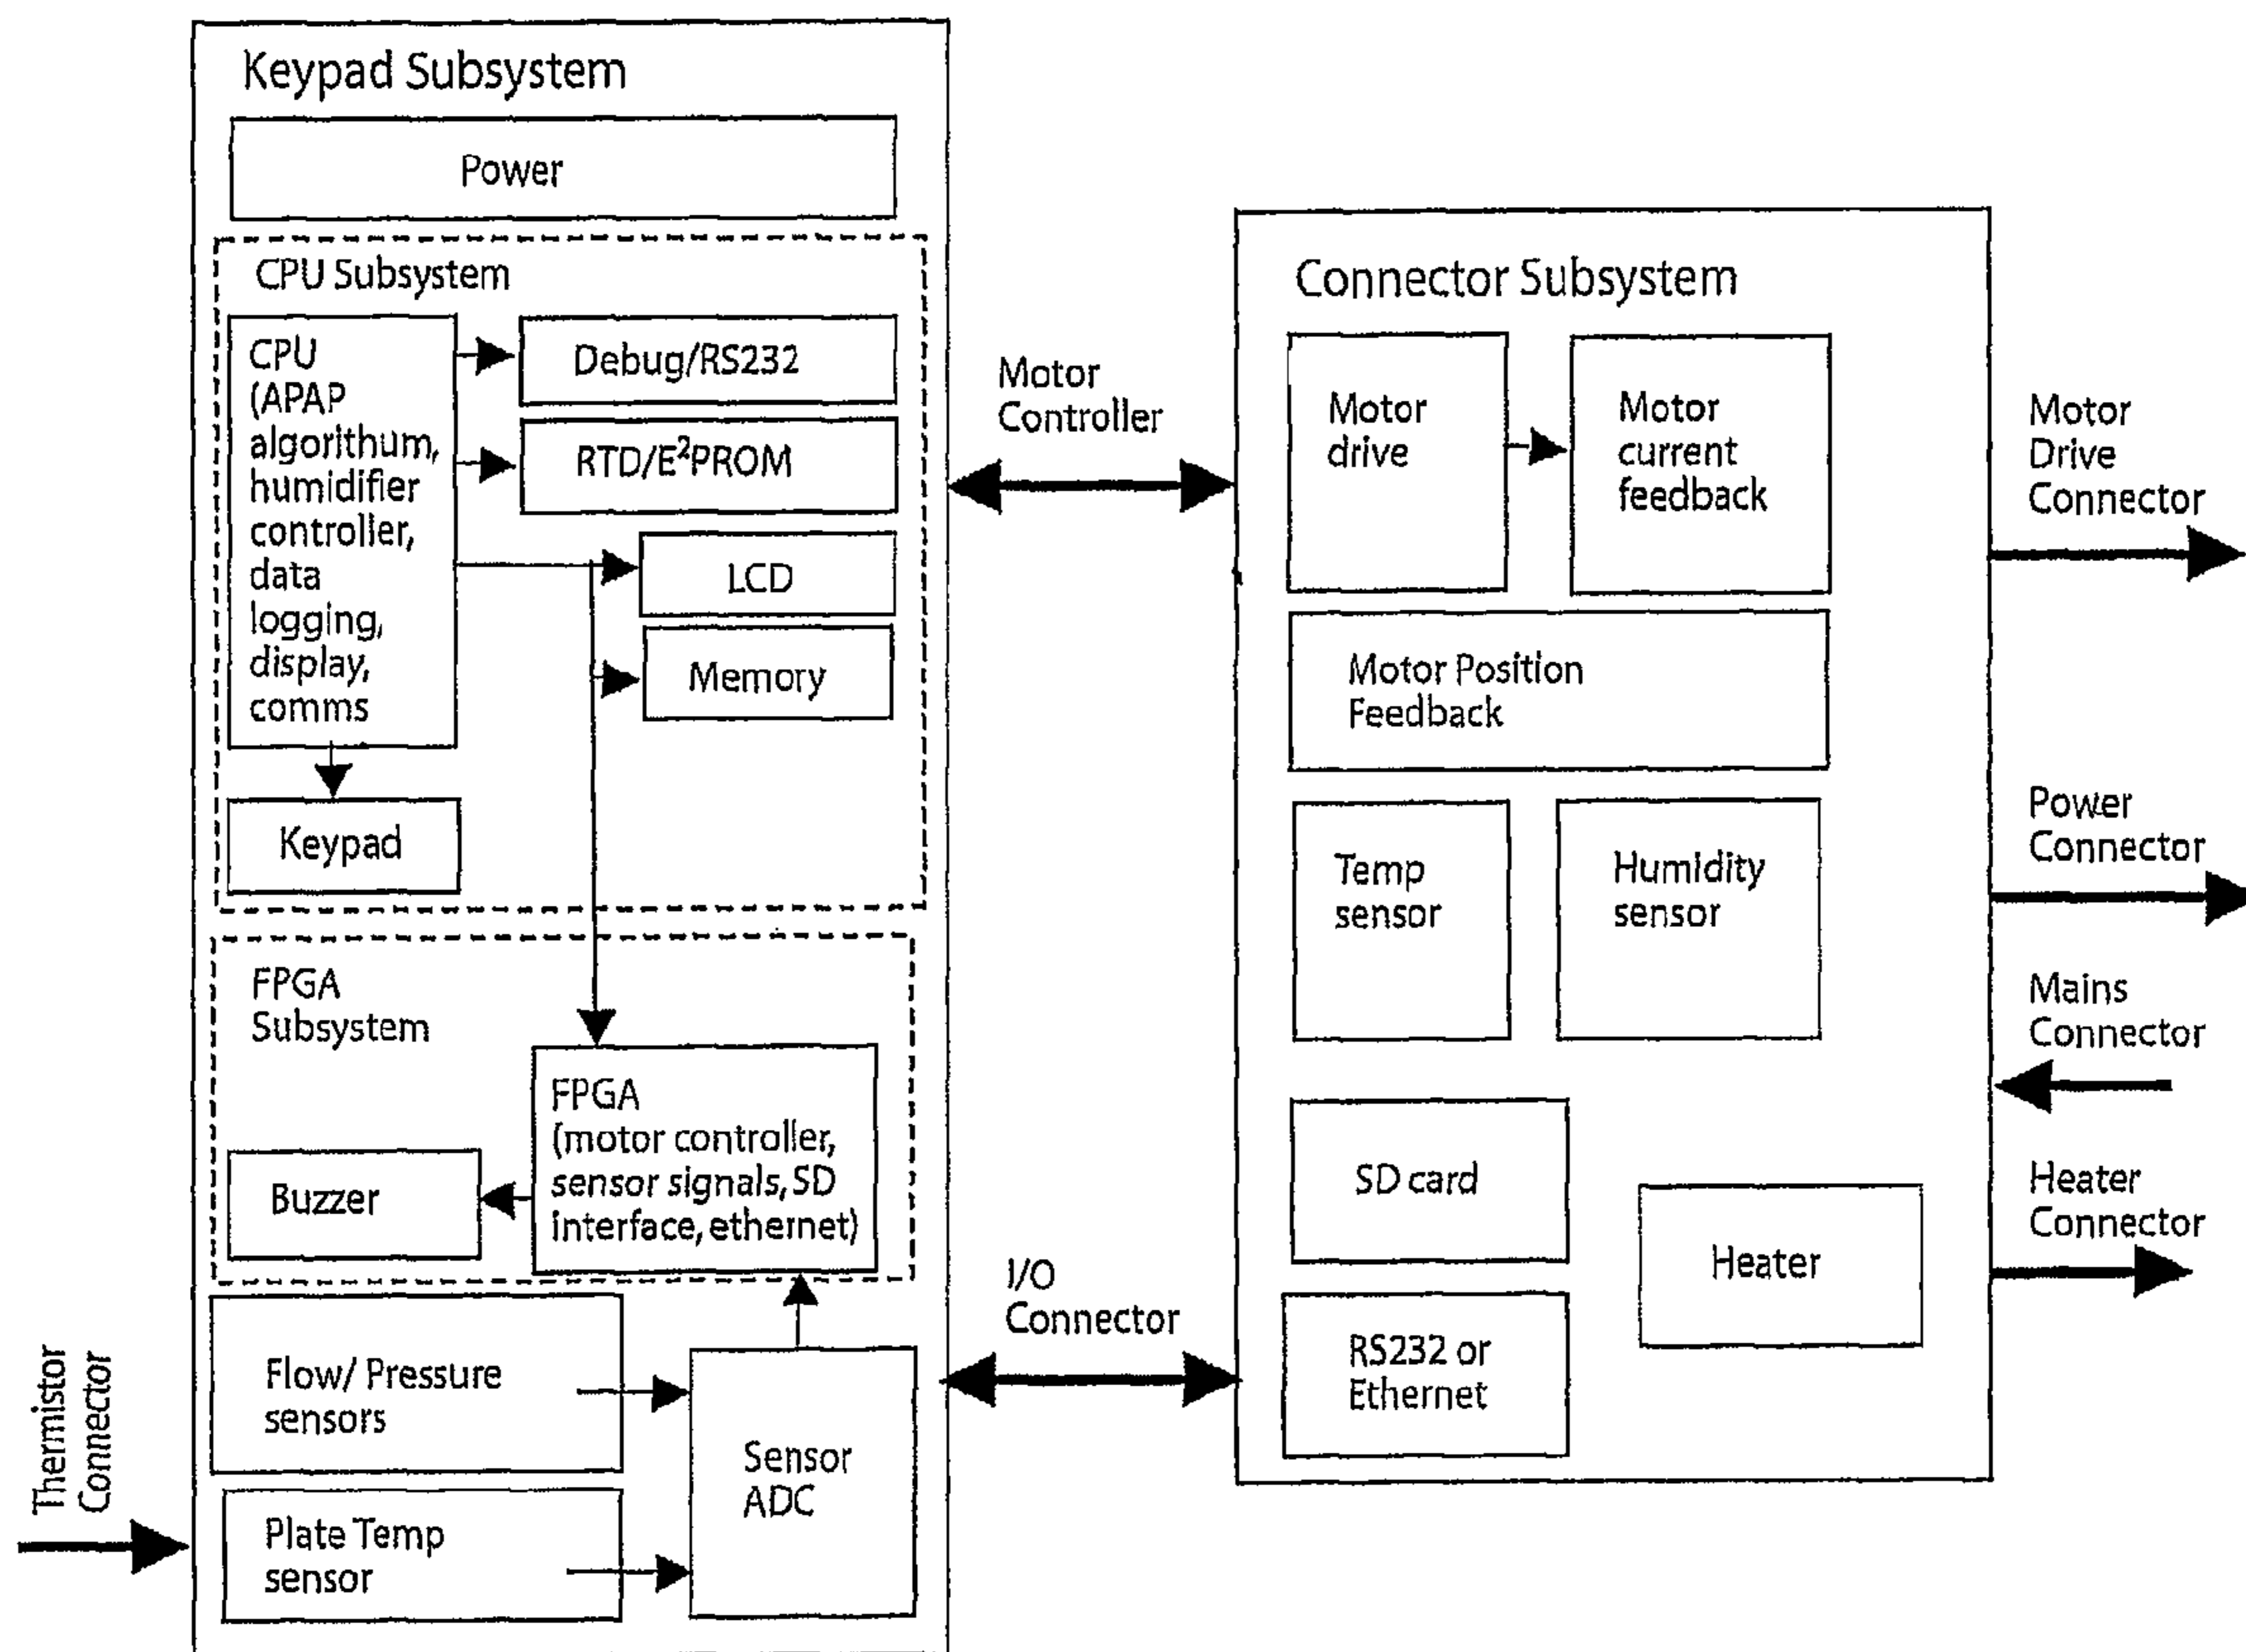 Keypad Subsystem
Power
CPU Subsystem
CPU
(APAP
algorithum,
humidifier
controller,
data
logging,
display,
comms
Debug/RS232
RTD/E²PROM
LCD
Memory
Keypad
FPGA
Subsystem
FPGA
(motor controller,
sensor signals, SD
interface, ethernet)
Buzzer
Flow/ Pressure
sensors
Plate Temp
sensor
Sensor
ADC
Thermistor
Connector
Motor
Controller
I/O
Connector
Connector Subsystem
Motor
drive
Motor
current
feedback
Motor Position
Feedback
Temp
sensor
Humidity
sensor
SD card
Heater
RS232 or
Ethernet
Motor
Drive
Connector
Power
Connector
Mains
Connector
Heater
Connector